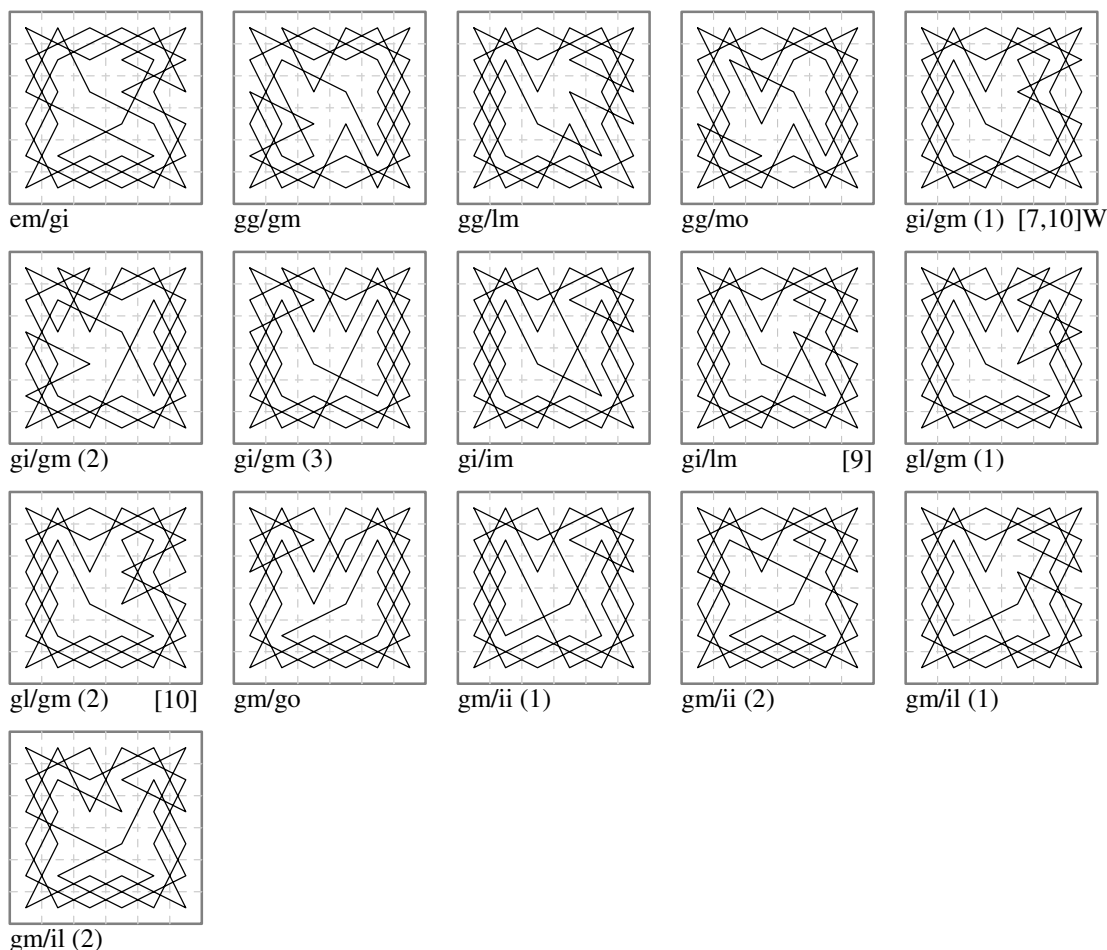 em/gi gg/gm gg/lm gg/mo gi/gm (1) [7,10]W
gi/gm (2) gi/gm (3) gi/im gi/lm [9] gl/gm (1)
gl/gm (2) [10] gm/go gm/ii (1) gm/ii (2) gm/il (1)
gm/il (2)